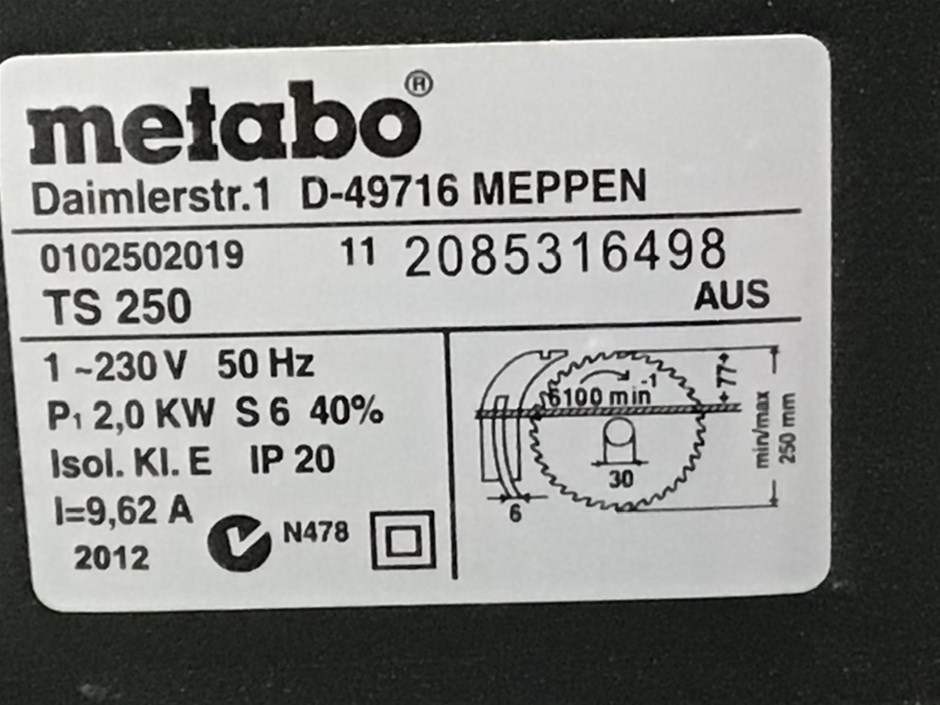 metabo®
Daimlerstr.1 D-49716 MEPPEN
0102502019 11 2085316498
TS 250 AUS
1 ~230 V 50 Hz
P1 2,0 KW S 6 40%
Isol. Kl. E IP 20
I=9,62 A
2012 N478
6100 min-1
77
min/max
250 mm
30
6